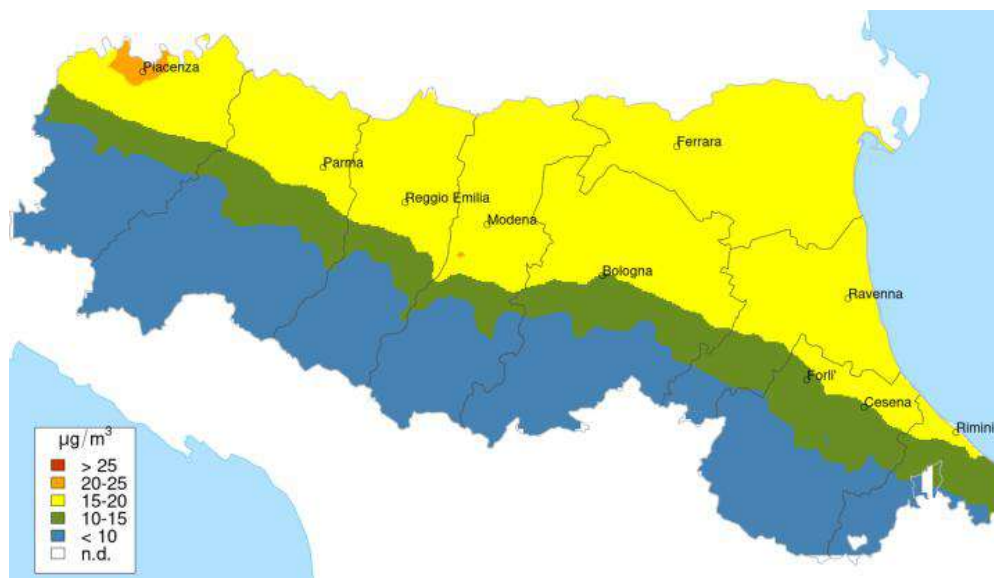 Piacenza
Parma
Reggio Emilia
Modena
Ferrara
Bologna
Ravenna
Forli'
Cesena
Rimini
µg/m³
> 25
20-25
15-20
10-15
< 10
n.d.